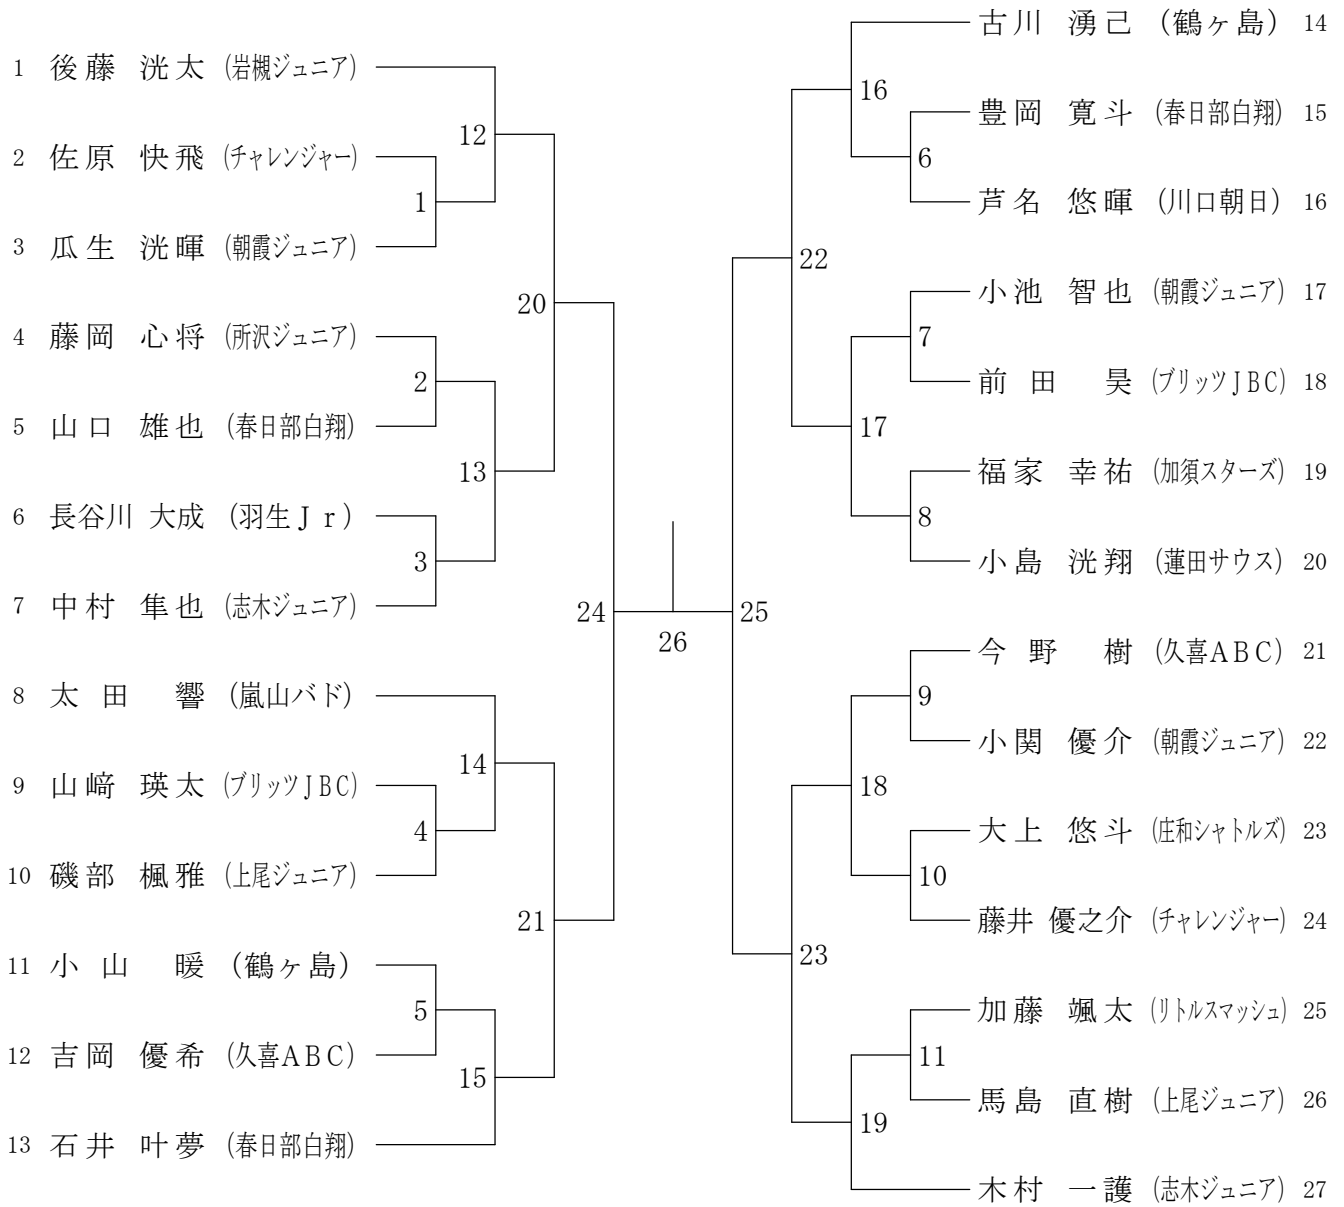 1 後藤 洸太 (岩槻ジュニア)
2 佐原 快飛 (チャレンジャー)
3 瓜生 洸暉 (朝霞ジュニア)
4 藤岡 心将 (所沢ジュニア)
5 山口 雄也 (春日部白翔)
6 長谷川 大成 (羽生Jr)
7 中村 隼也 (志木ジュニア)
8 太田 響 (嵐山バド)
9 山﨑 瑛太 (ブリッツJBC)
10 磯部 楓雅 (上尾ジュニア)
11 小山 暖 (鶴ヶ島)
12 吉岡 優希 (久喜ABC)
13 石井 叶夢 (春日部白翔)
1
2
3
4
5
12
13
14
15
20
21
24
26
25
22
23
16
17
18
19
6
7
8
9
10
11
古川 湧己 (鶴ヶ島) 14
豊岡 寛斗 (春日部白翔) 15
芦名 悠暉 (川口朝日) 16
小池 智也 (朝霞ジュニア) 17
前田 昊 (ブリッツJBC) 18
福家 幸祐 (加須スターズ) 19
小島 洸翔 (蓮田サウス) 20
今野 樹 (久喜ABC) 21
小関 優介 (朝霞ジュニア) 22
大上 悠斗 (庄和シャトルズ) 23
藤井 優之介 (チャレンジャー) 24
加藤 颯太 (リトルスマッシュ) 25
馬島 直樹 (上尾ジュニア) 26
木村 一護 (志木ジュニア) 27